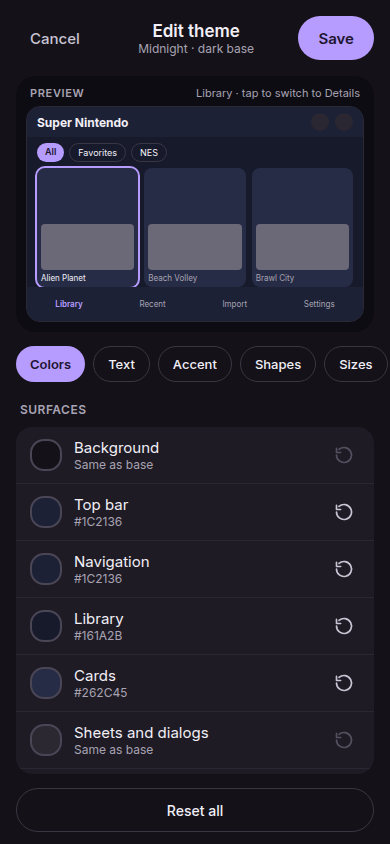 Cancel
Edit theme
Midnight · dark base
Save
PREVIEW
Library · tap to switch to Details
Super Nintendo
All
Favorites
NES
Alien Planet
Beach Volley
Brawl City
Library
Recent
Import
Settings
Colors
Text
Accent
Shapes
Sizes
SURFACES
Background
Same as base
Top bar
#1C2136
Navigation
#1C2136
Library
#161A2B
Cards
#262C45
Sheets and dialogs
Same as base
Reset all